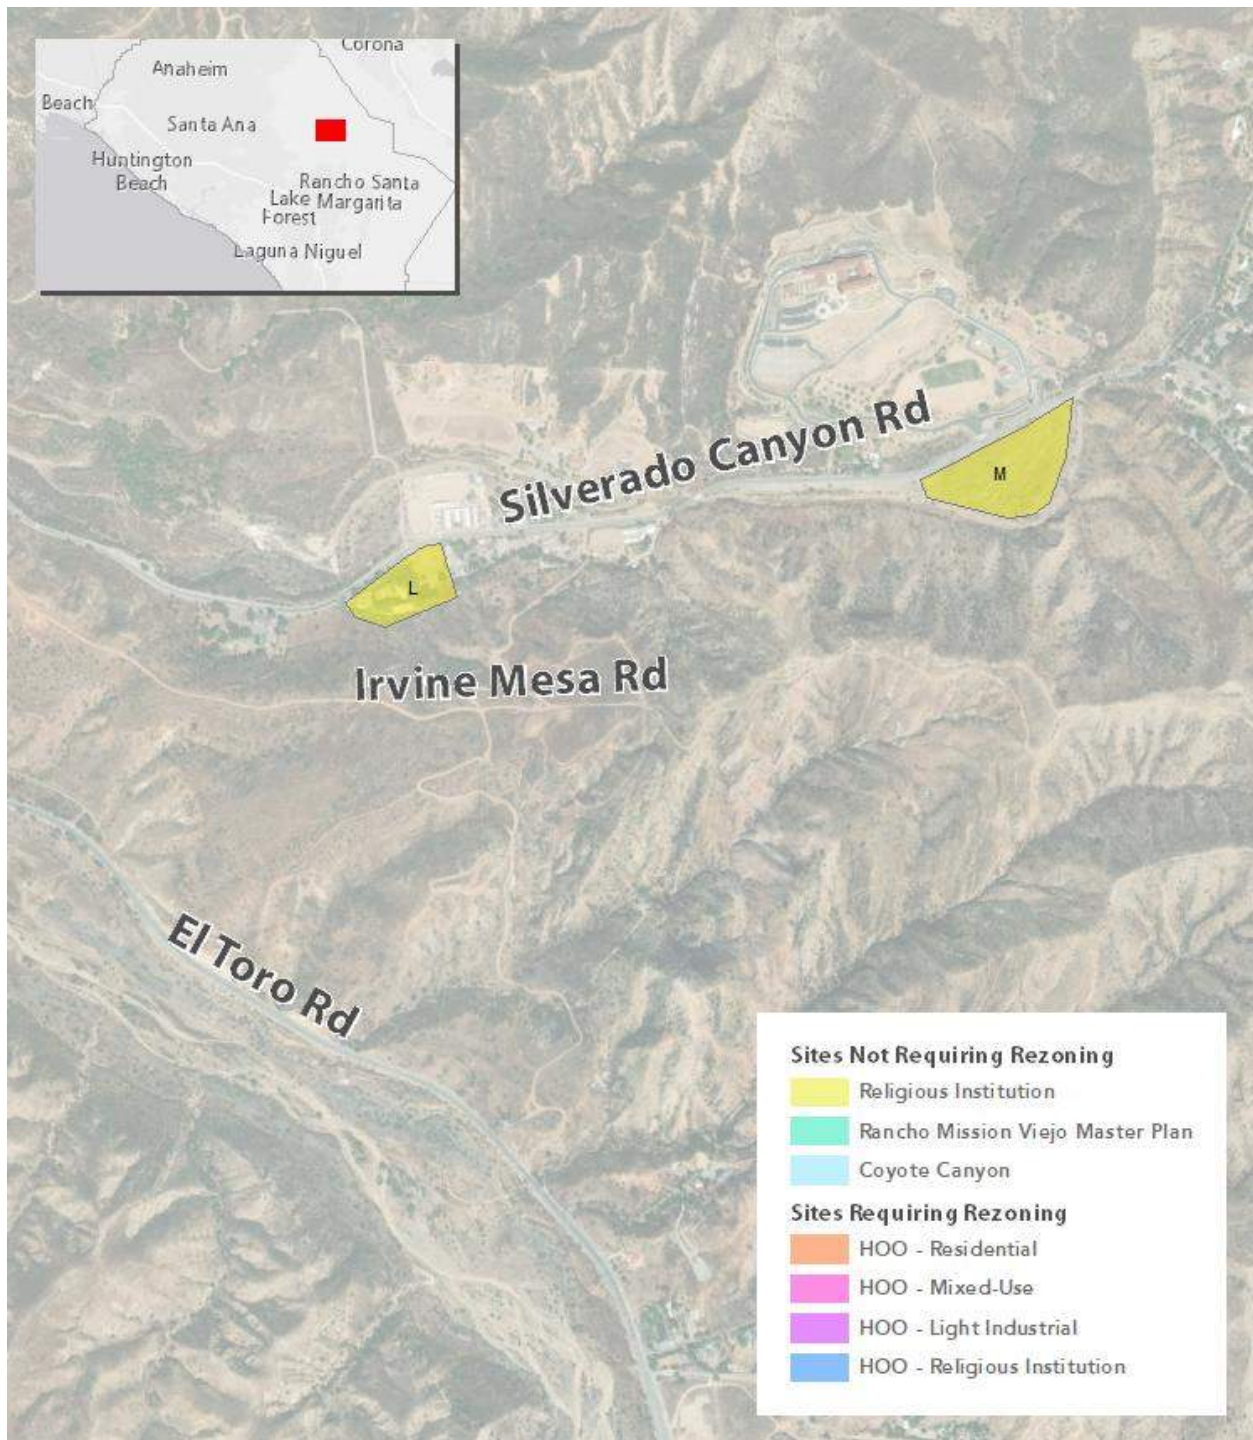 Corona
Anaheim
Beach
Santa Ana
Huntington
Beach
Rancho Santa
Lake Margarita
Forest
Laguna Niguel
Silverado Canyon Rd
M
L
Irvine Mesa Rd
El Toro Rd
Sites Not Requiring Rezoning
Religious Institution
Rancho Mission Viejo Master Plan
Coyote Canyon
Sites Requiring Rezoning
HOO - Residential
HOO - Mixed-Use
HOO - Light Industrial
HOO - Religious Institution